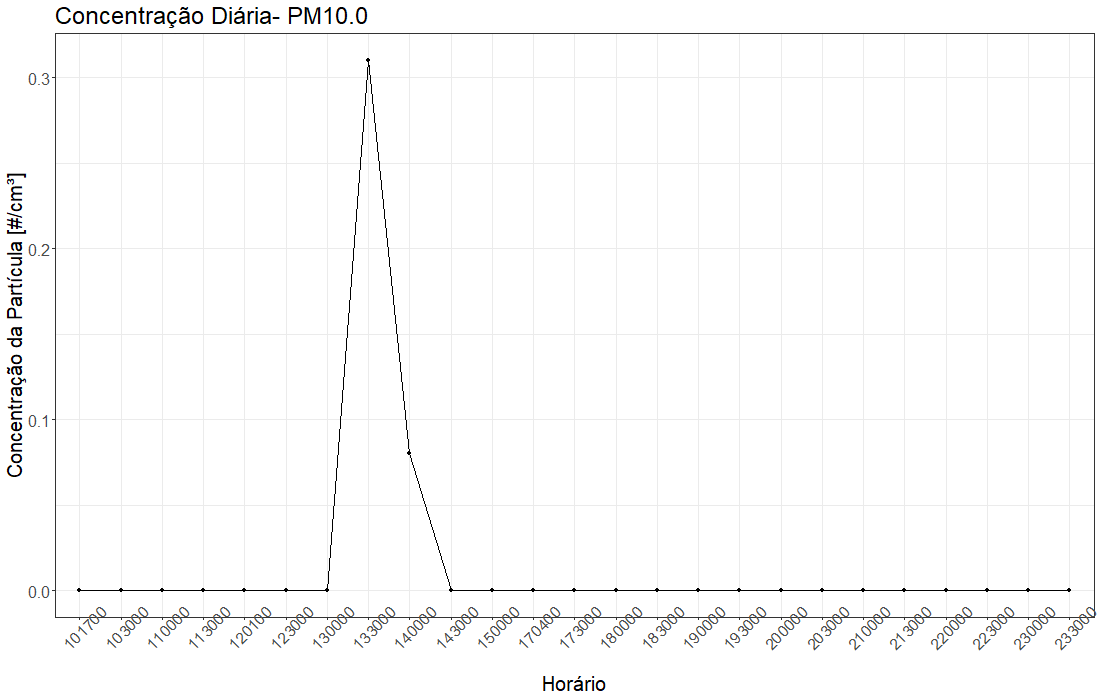 Concentração Diária- PM10.0
Concentração da Partícula [#/cm³]
0.3
0.2
0.1
0.0
101700 103000 110000 113000 120100 123000 130000 133000 140000 143000 150000 170400 173000 180000 183000 190000 193000 200000 203000 210000 213000 220000 223000 230000 233000
Horário